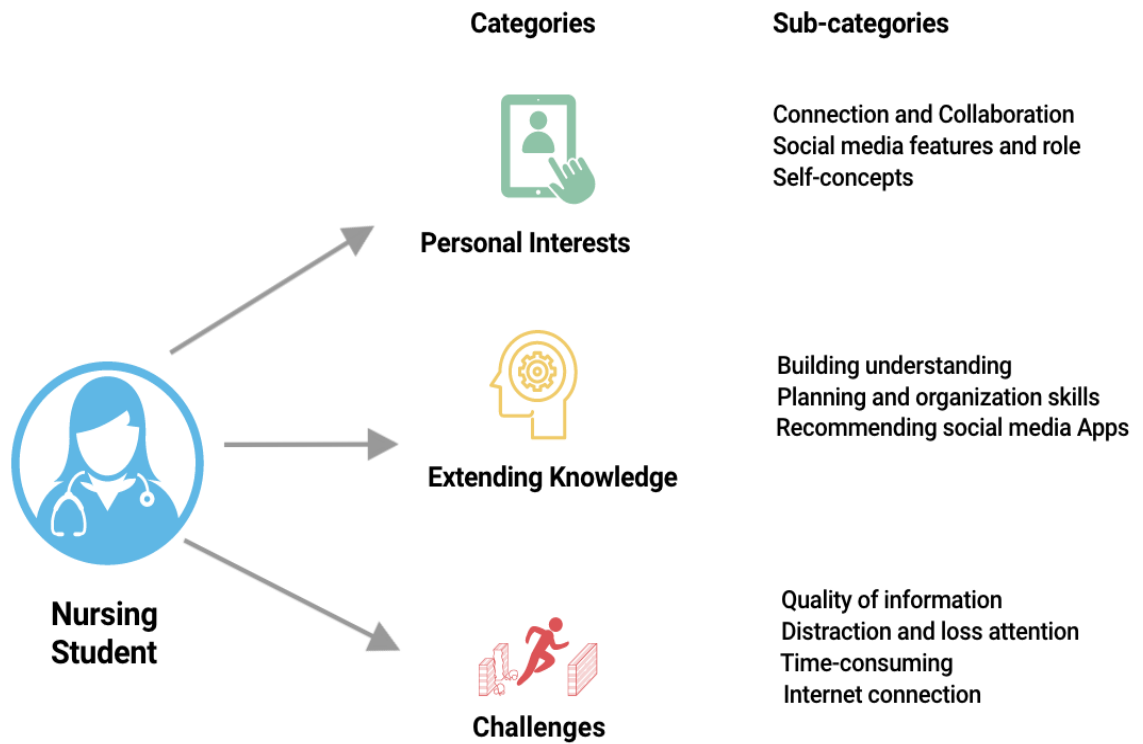 Categories
Sub-categories
Connection and Collaboration
Social media features and role
Self-concepts
Personal Interests
Building understanding
Planning and organization skills
Recommending social media Apps
Extending Knowledge
Nursing
Student
Quality of information
Distraction and loss attention
Time-consuming
Internet connection
Challenges